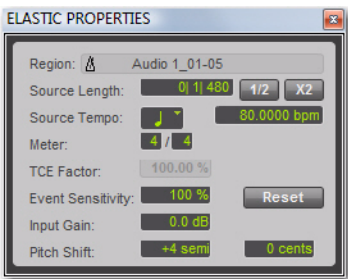 ELASTIC PROPERTIES
Region: Audio 1_01-05
Source Length: 0| 1| 480 1/2 X2
Source Tempo: 80.0000 bpm
Meter: 4 / 4
TCE Factor: 100.00 %
Event Sensitivity: 100 % Reset
Input Gain: 0.0 dB
Pitch Shift: +4 semi 0 cents